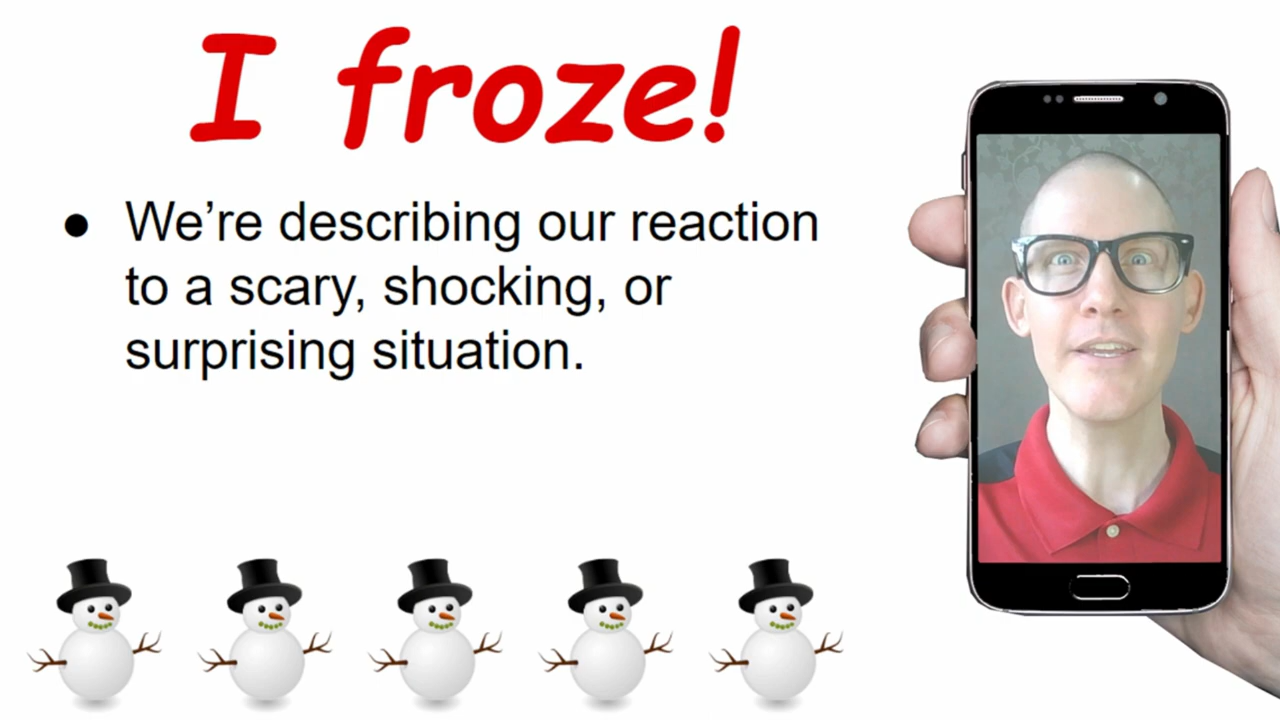 I froze!
● We’re describing our reaction
to a scary, shocking, or
surprising situation.